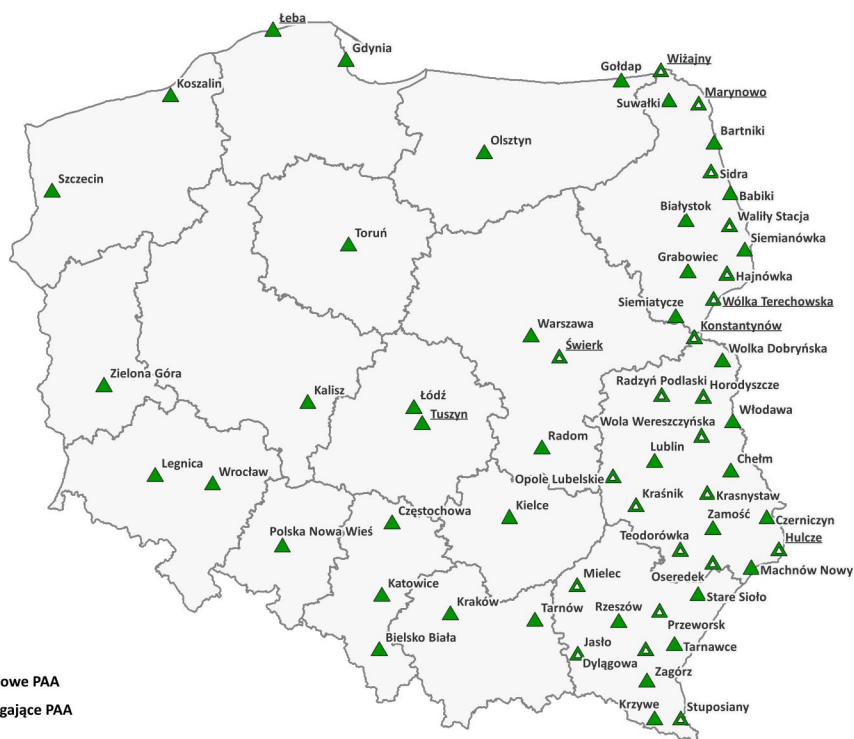 Łeba
Gdynia
Wiżajny
Gołdap
Koszalin
Marynowo
Suwałki
Bartniki
Olsztyn
Sidra
Szczecin
Babiki
Białystok
Waliły Stacja
Toruń
Siemianówka
Grabowiec
Hajnówka
Wólka Terechowska
Siemiatycze
Konstantynów
Warszawa
Świerk
Wolka Dobryńska
Zielona Góra
Radzyń Podlaski
Horodyszcze
Kalisz
Łódź
Tuszyn
Włodawa
Wola Wereszczyńska
Radom
Lublin
Legnica
Wrocław
Chełm
Opole Lubelskie
Kraśnik
Krasnystaw
Częstochowa
Kielce
Zamość
Czerniczyn
Polska Nowa Wieś
Teodorówka
Hulcze
Oseredek
Machnów Nowy
Mielec
Katowice
Stare Sioło
Kraków
Tarnów
Rzeszów
Przeworsk
Bielsko Biała
Jasło
Tarnawce
Dylągowa
Zagórz
owe PAA
Krzywe
Stuposiany
gające PAA